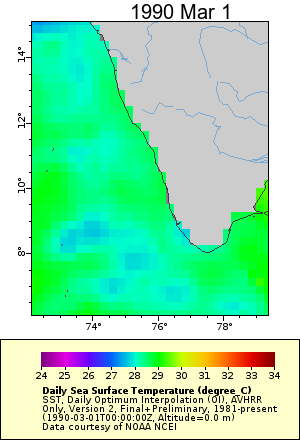 1990 Mar 1
14°
12°
10°
8°
74° 76° 78°
24 25 26 27 28 29 30 31 32 33 34
Daily Sea Surface Temperature (degree_C)
SST, Daily Optimum Interpolation (OI), AVHRR
Only, Version 2, Final+Preliminary, 1981-present
(1990-03-01T00:00:00Z, Altitude=0.0 m)
Data courtesy of NOAA NCEI